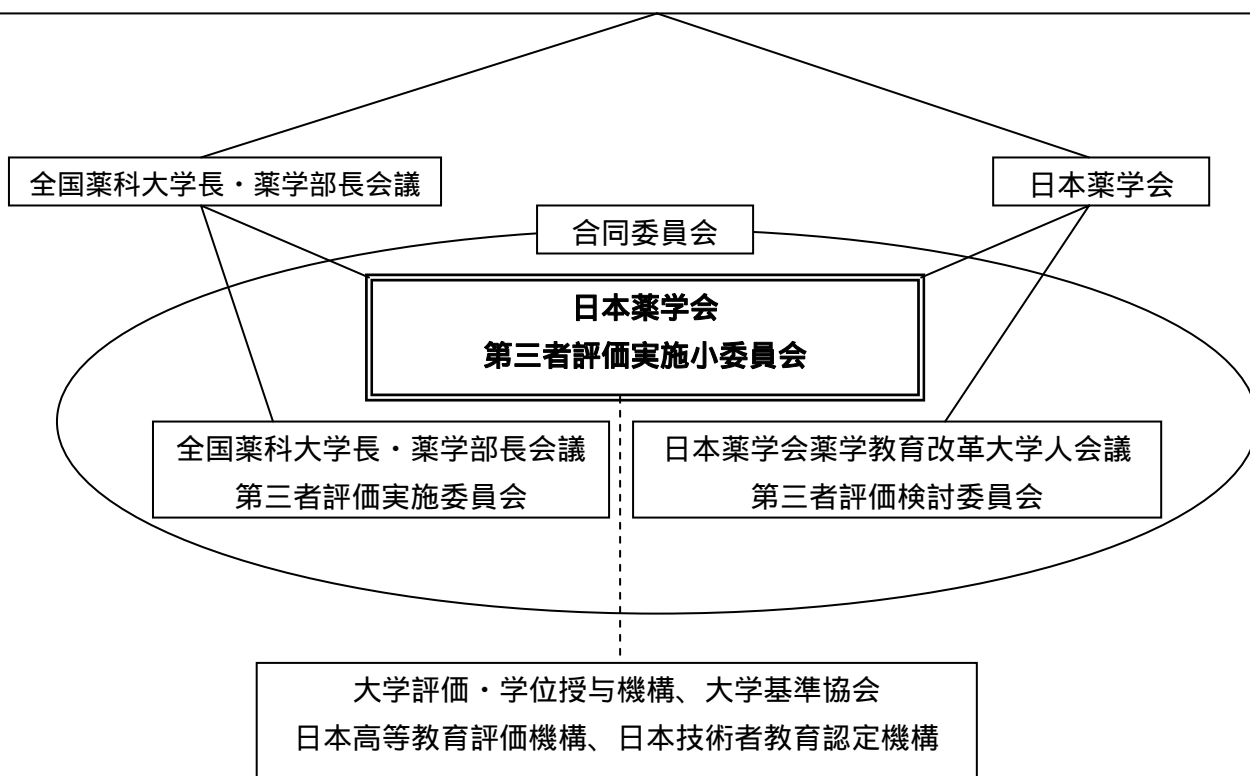 全国薬科大学長・薬学部長会議
日本薬学会
合同委員会
日本薬学会
第三者評価実施小委員会
全国薬科大学長・薬学部長会議
第三者評価実施委員会
日本薬学会薬学教育改革大学人会議
第三者評価検討委員会
大学評価・学位授与機構、大学基準協会
日本高等教育評価機構、日本技術者教育認定機構